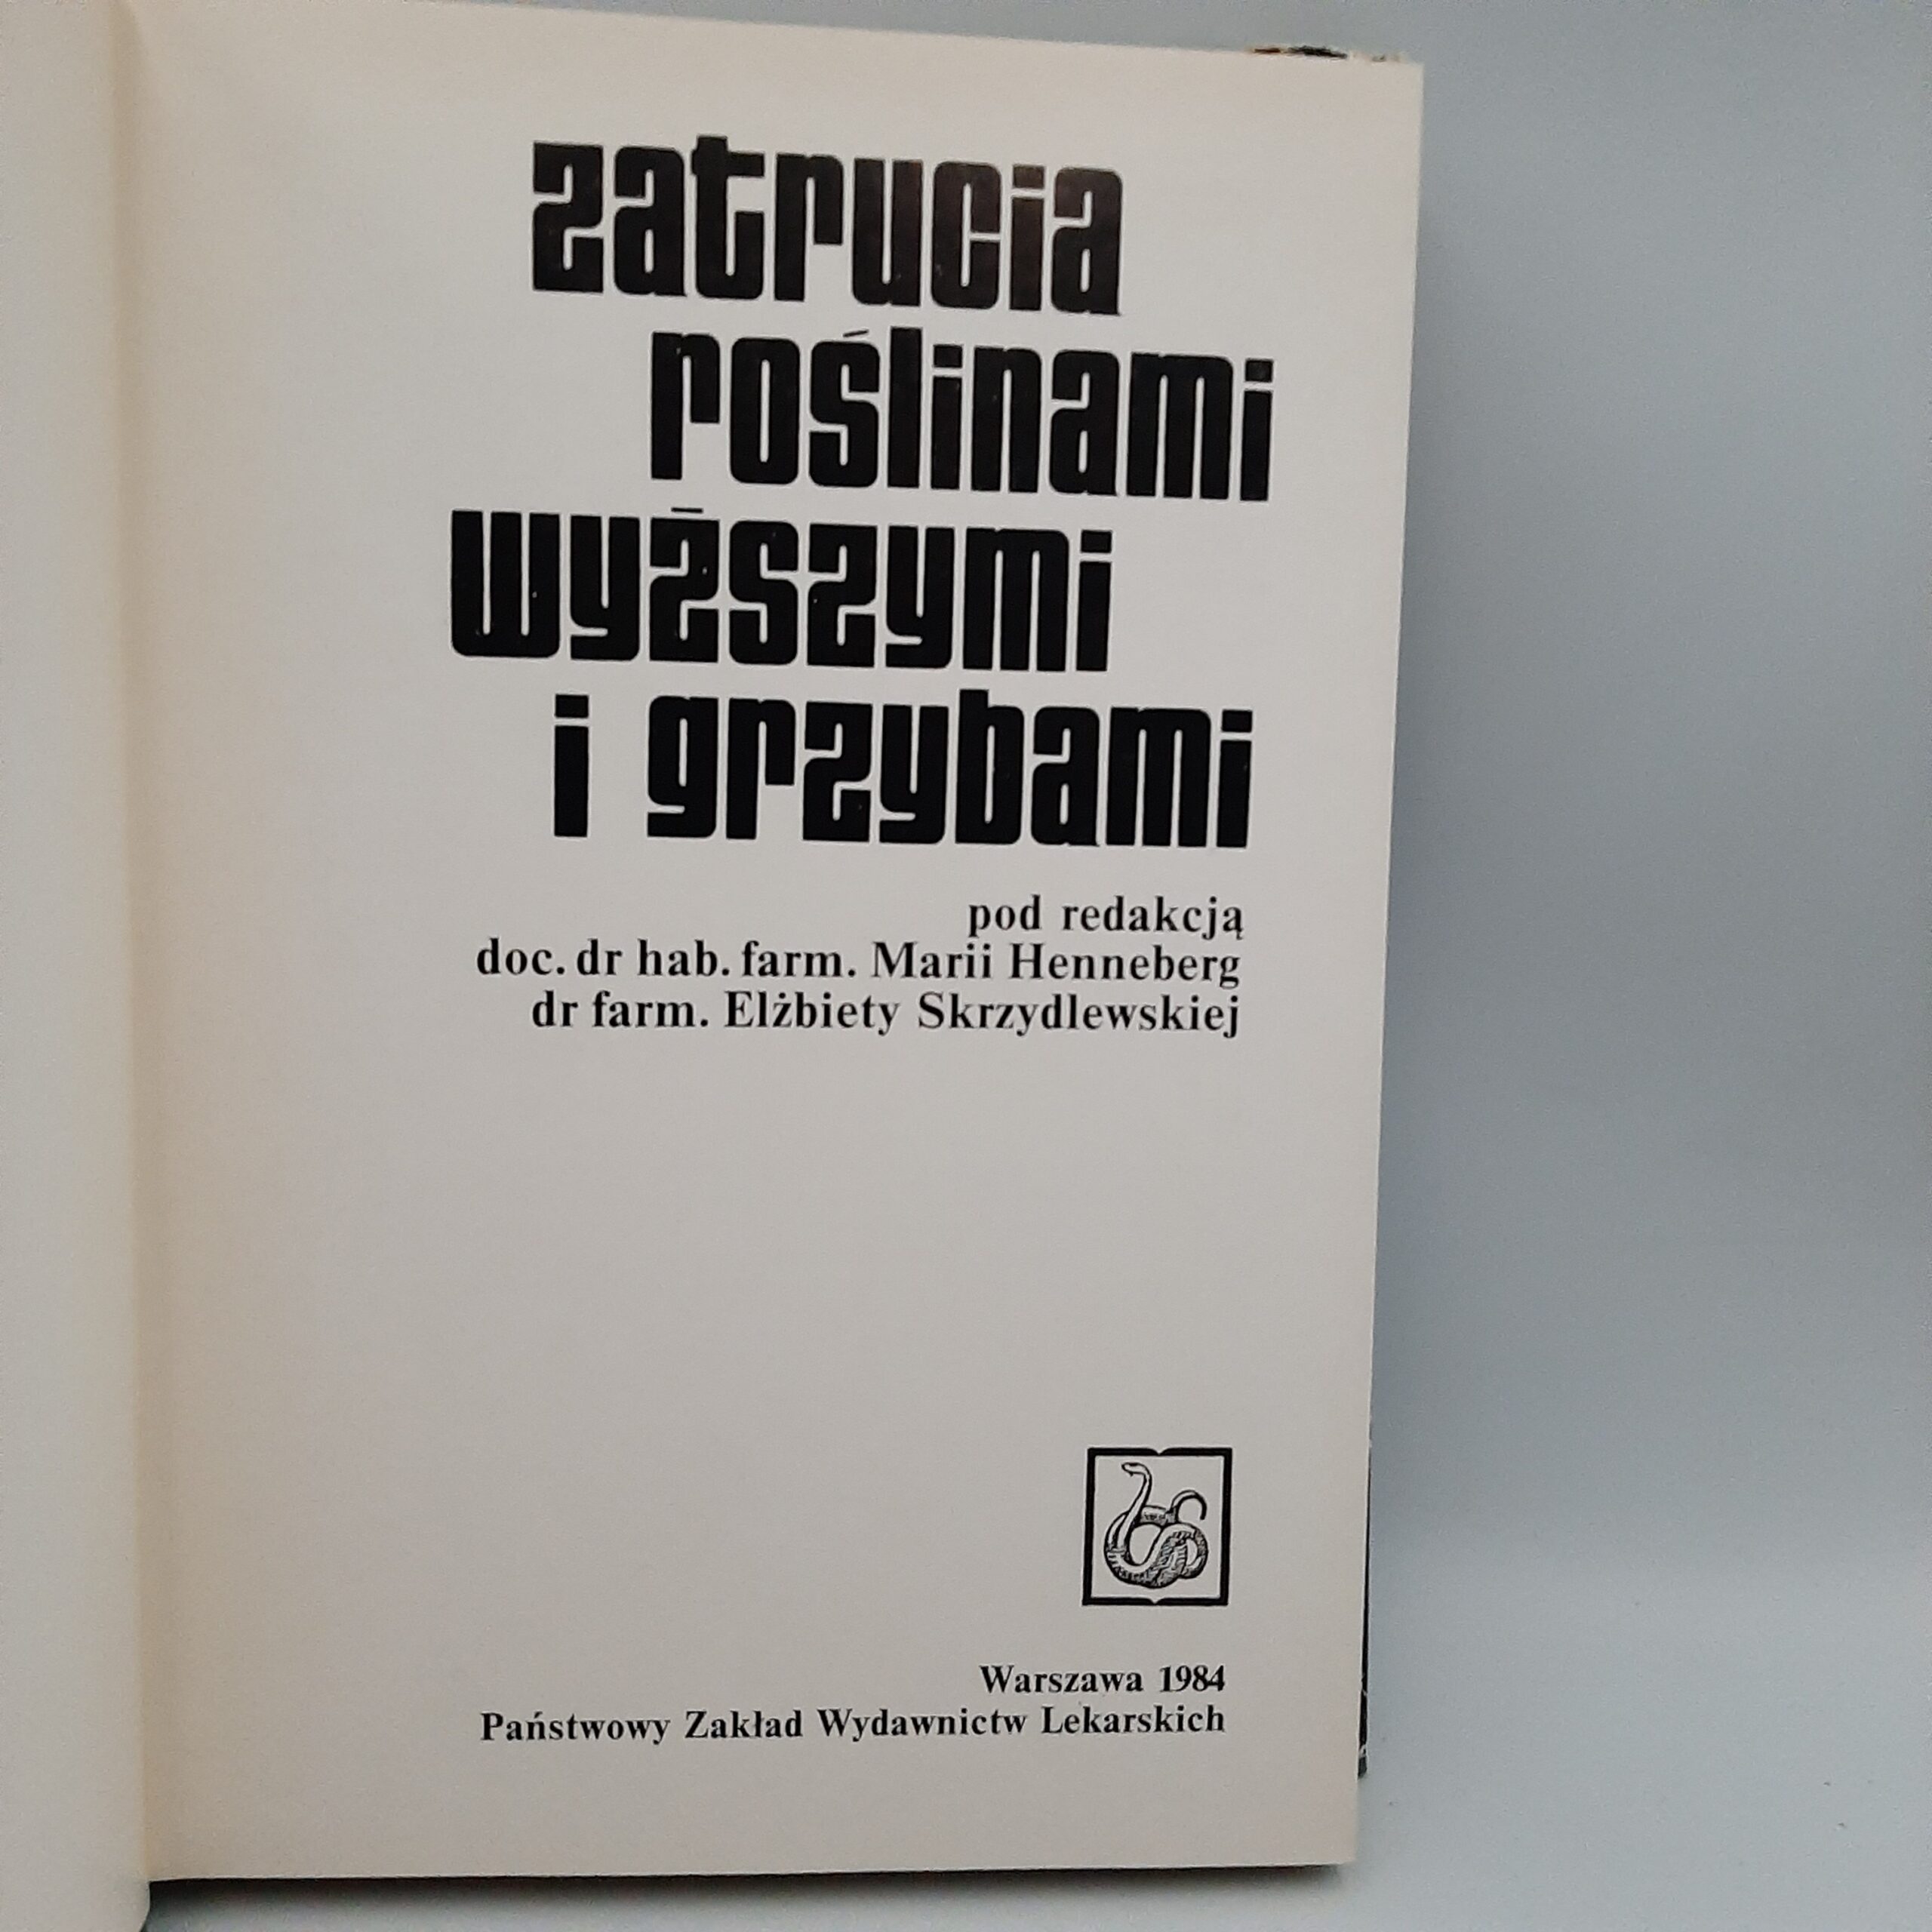 zatrucia
roślinami
wyższymi
i grzybami
pod redakcją
doc. dr hab. farm. Marii Henneberg
dr farm. Elżbiety Skrzydlewskiej
Warszawa 1984
Państwowy Zakład Wydawnictw Lekarskich